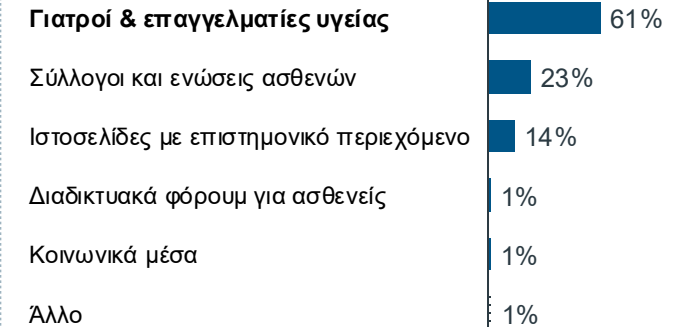 Γιατροί & επαγγελματίες υγείας 61%
Σύλλογοι και ενώσεις ασθενών 23%
Ιστοσελίδες με επιστημονικό περιεχόμενο 14%
Διαδικτυακά φόρουμ για ασθενείς 1%
Κοινωνικά μέσα 1%
Άλλο 1%